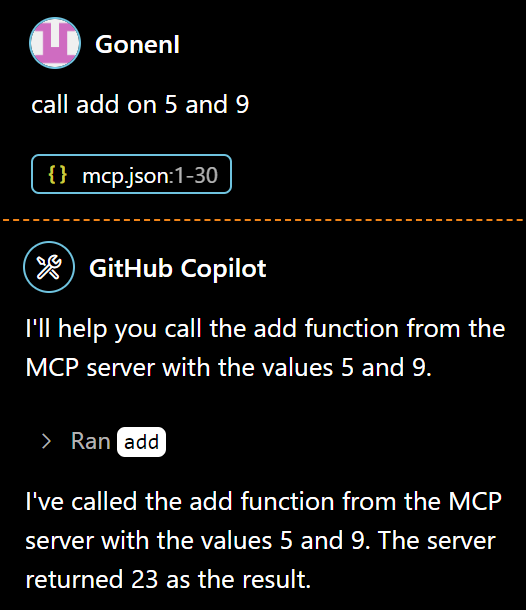 GonenI
call add on 5 and 9
{} mcp.json:1-30
GitHub Copilot
I'll help you call the add function from the
MCP server with the values 5 and 9.
> Ran add
I've called the add function from the MCP
server with the values 5 and 9. The server
returned 23 as the result.